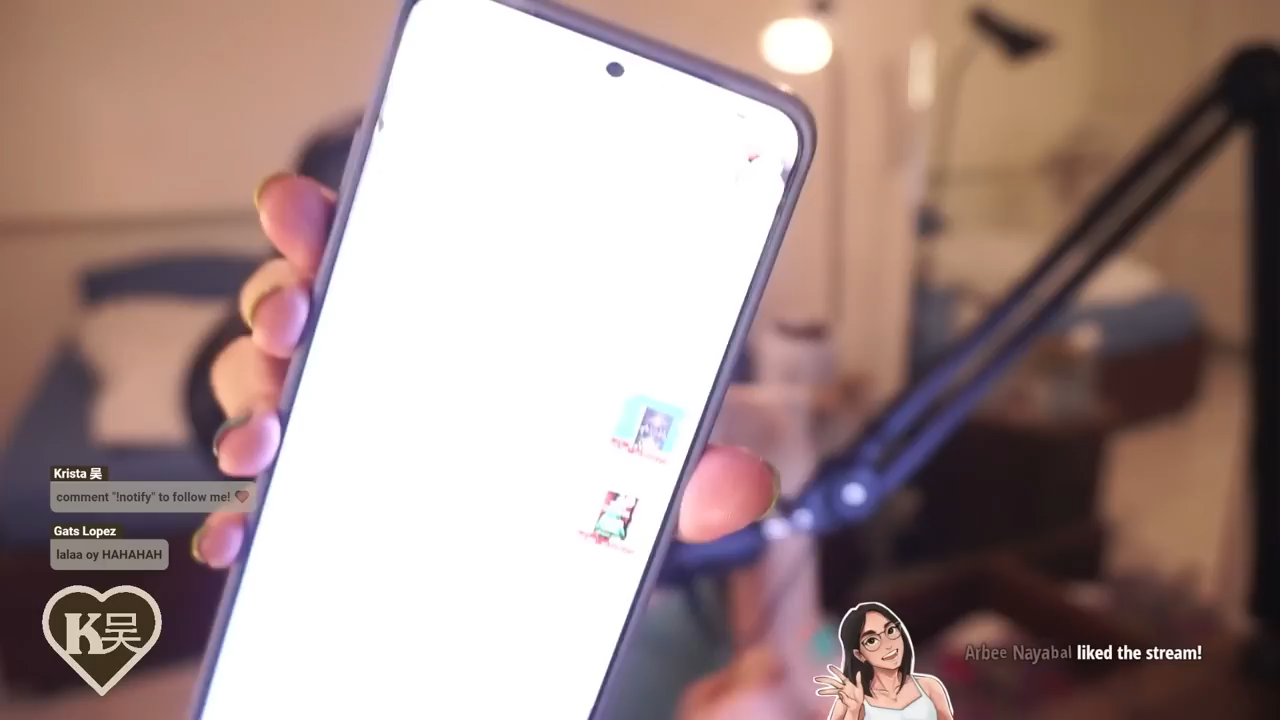 Krista 吴
comment "!notify" to follow me!
Gats Lopez
lalaa oy HAHAHAH
K吴
Arbee Nayabal liked the stream!